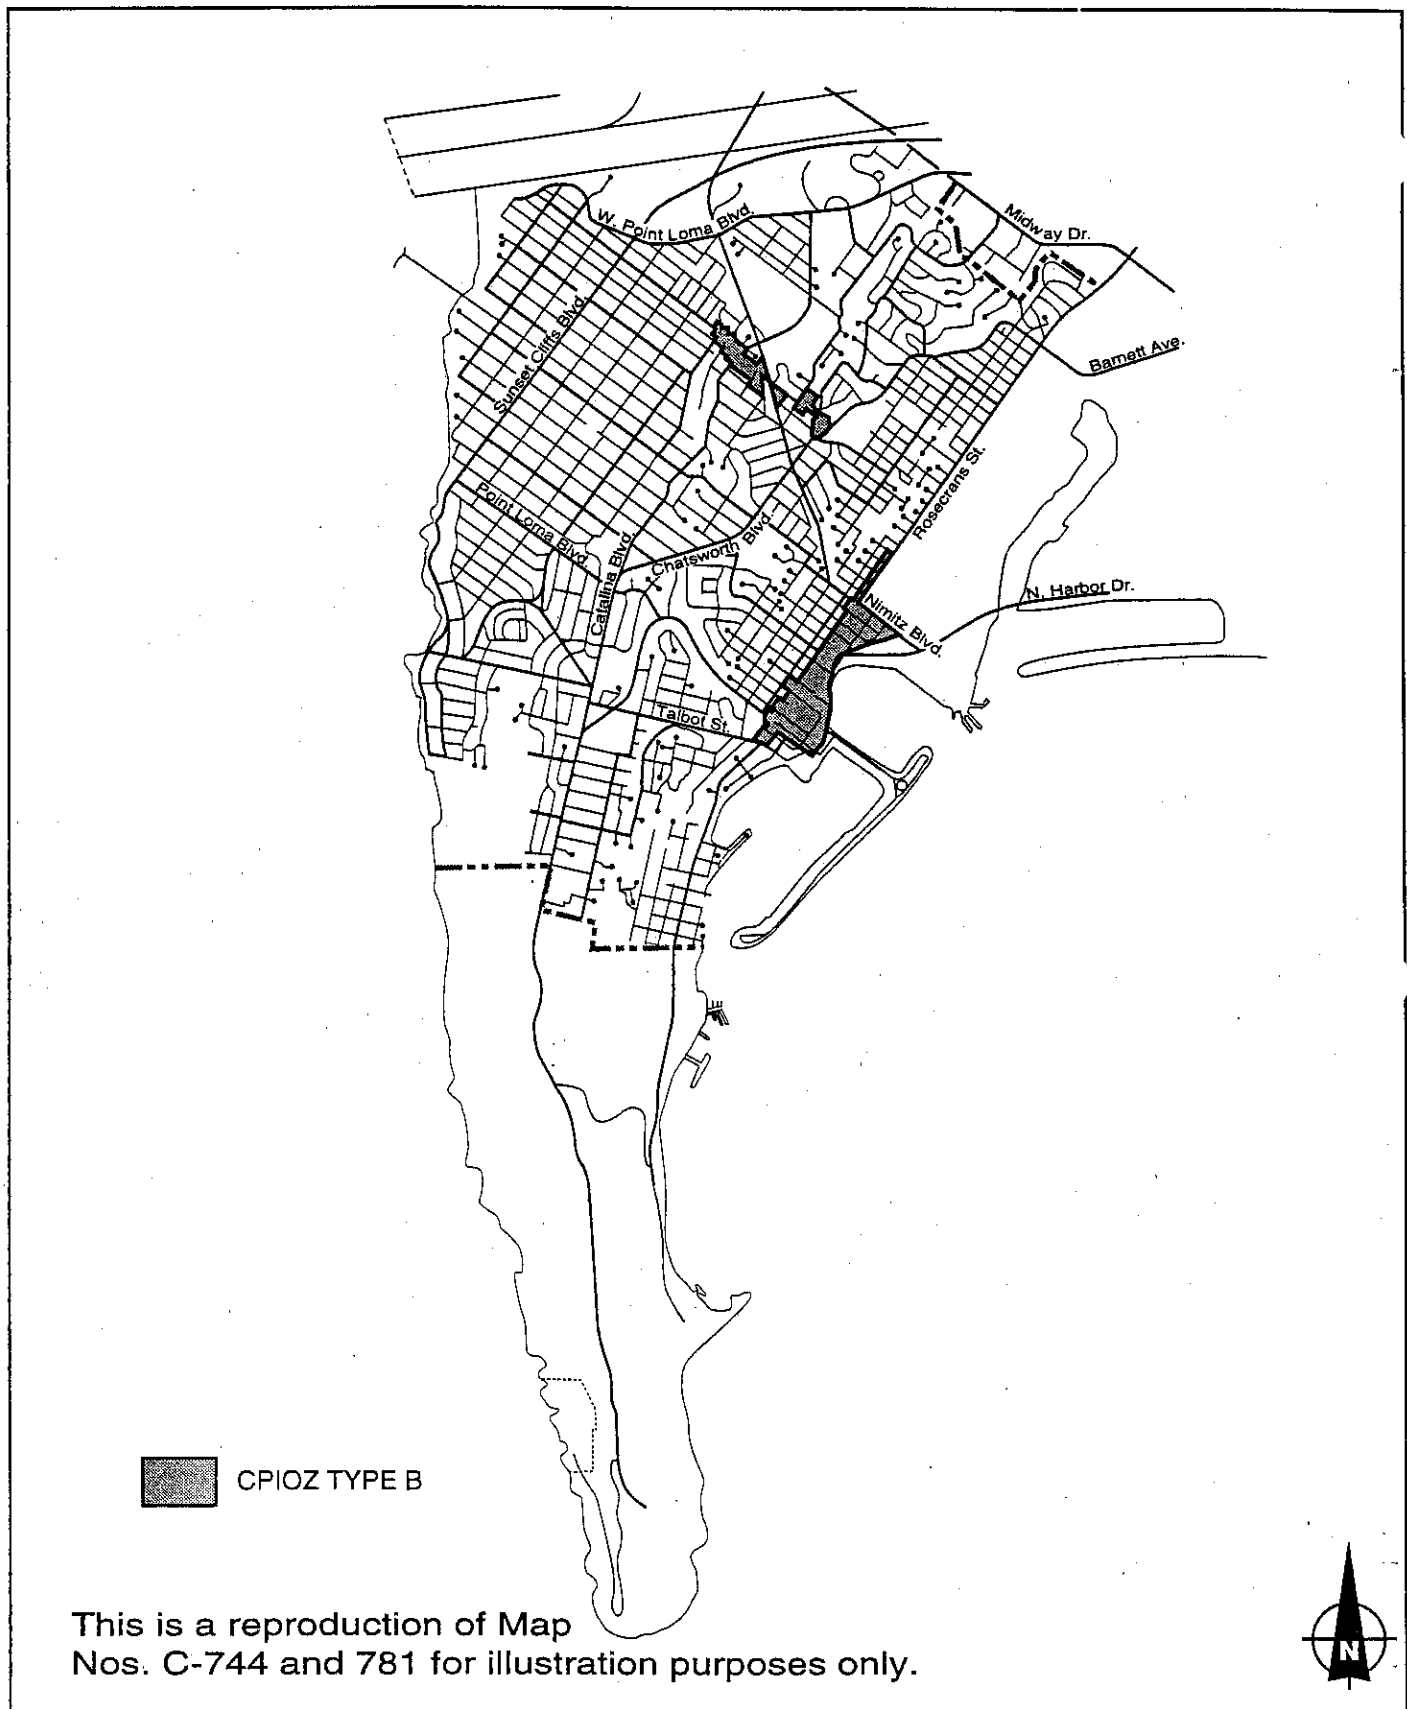 Midway Dr.
W. Point Loma Blvd.
Sunset Cliffs Blvd.
Barnett Ave.
Rosecrans St.
Point Loma Blvd.
Catalina Blvd.
Chatsworth Blvd.
N. Harbor Dr.
Nimitz Blvd.
Talbot St.
CPIOZ TYPE B
This is a reproduction of Map
Nos. C-744 and 781 for illustration purposes only.
N